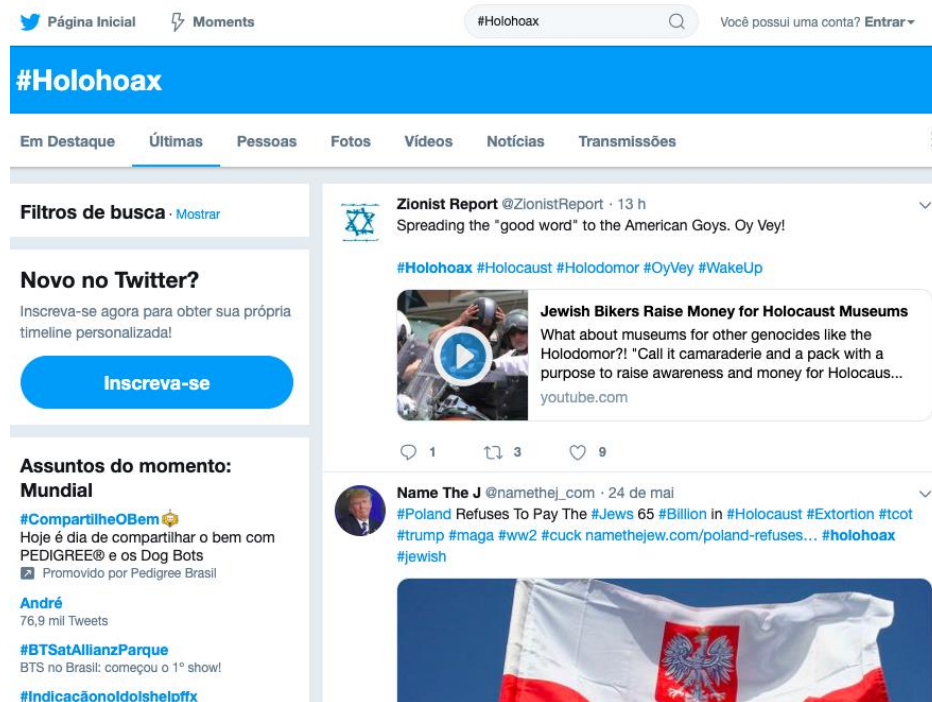 Página Inicial
Moments
#Holohoax
Você possui uma conta? Entrar
#Holohoax
Em Destaque
Últimas
Pessoas
Fotos
Vídeos
Notícias
Transmissões
Filtros de busca · Mostrar
Novo no Twitter?
Inscreva-se agora para obter sua própria
timeline personalizada!
Inscreva-se
Assuntos do momento:
Mundial
#CompartilheOBem
Hoje é dia de compartilhar o bem com
PEDIGREE® e os Dog Bots
Promovido por Pedigree Brasil
André
76,9 mil Tweets
#BTSatAllianzParque
BTS no Brasil: começou o 1º show!
#Indicaçãonoldolshelpffx
Zionist Report @ZionistReport · 13 h
Spreading the "good word" to the American Goys. Oy Vey!
#Holohoax #Holocaust #Holodomor #OyVey #WakeUp
Jewish Bikers Raise Money for Holocaust Museums
What about museums for other genocides like the
Holodomor?! "Call it camaraderie and a pack with a
purpose to raise awareness and money for Holocaus...
youtube.com
1
3
9
Name The J @namethej_com · 24 de mai
#Poland Refuses To Pay The #Jews 65 #Billion in #Holocaust #Extortion #tcot
#trump #maga #ww2 #cuck namethejew.com/poland-refuses... #holohoax
#jewish